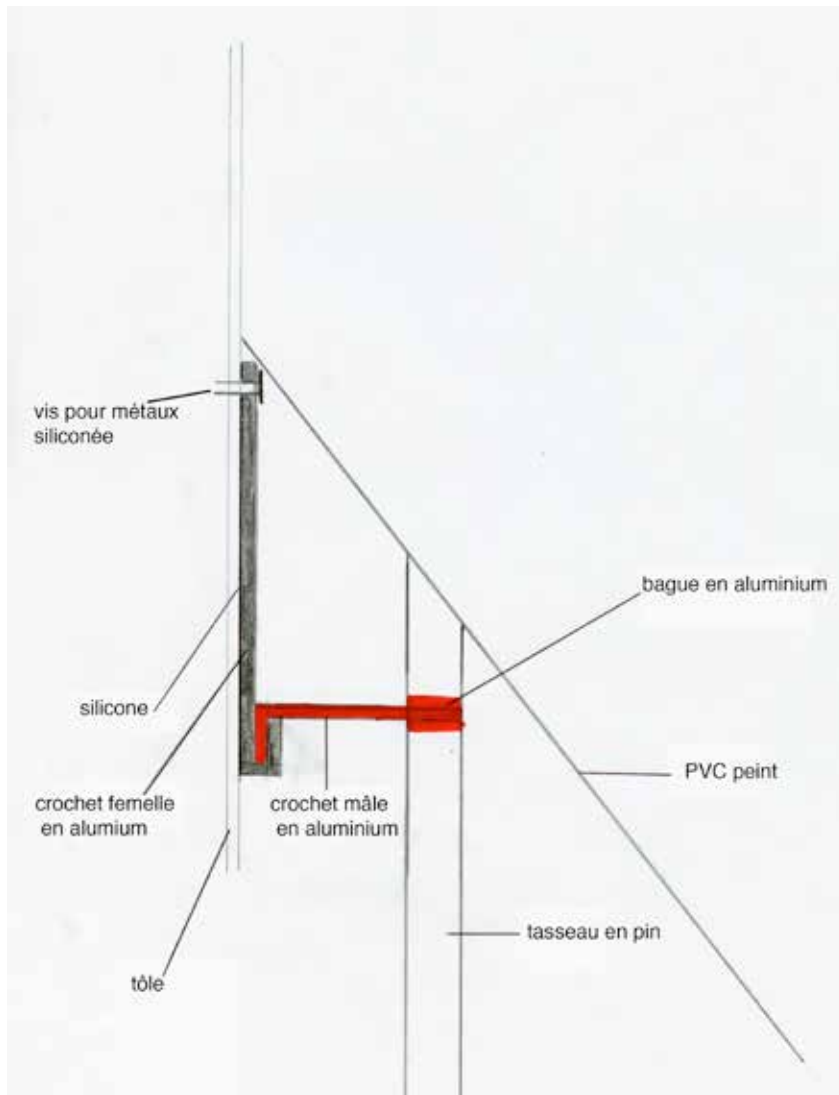 vis pour métaux
siliconée
bague en aluminium
silicone
PVC peint
crochet femelle
en alumium
crochet mâle
en aluminium
tasseau en pin
tôle